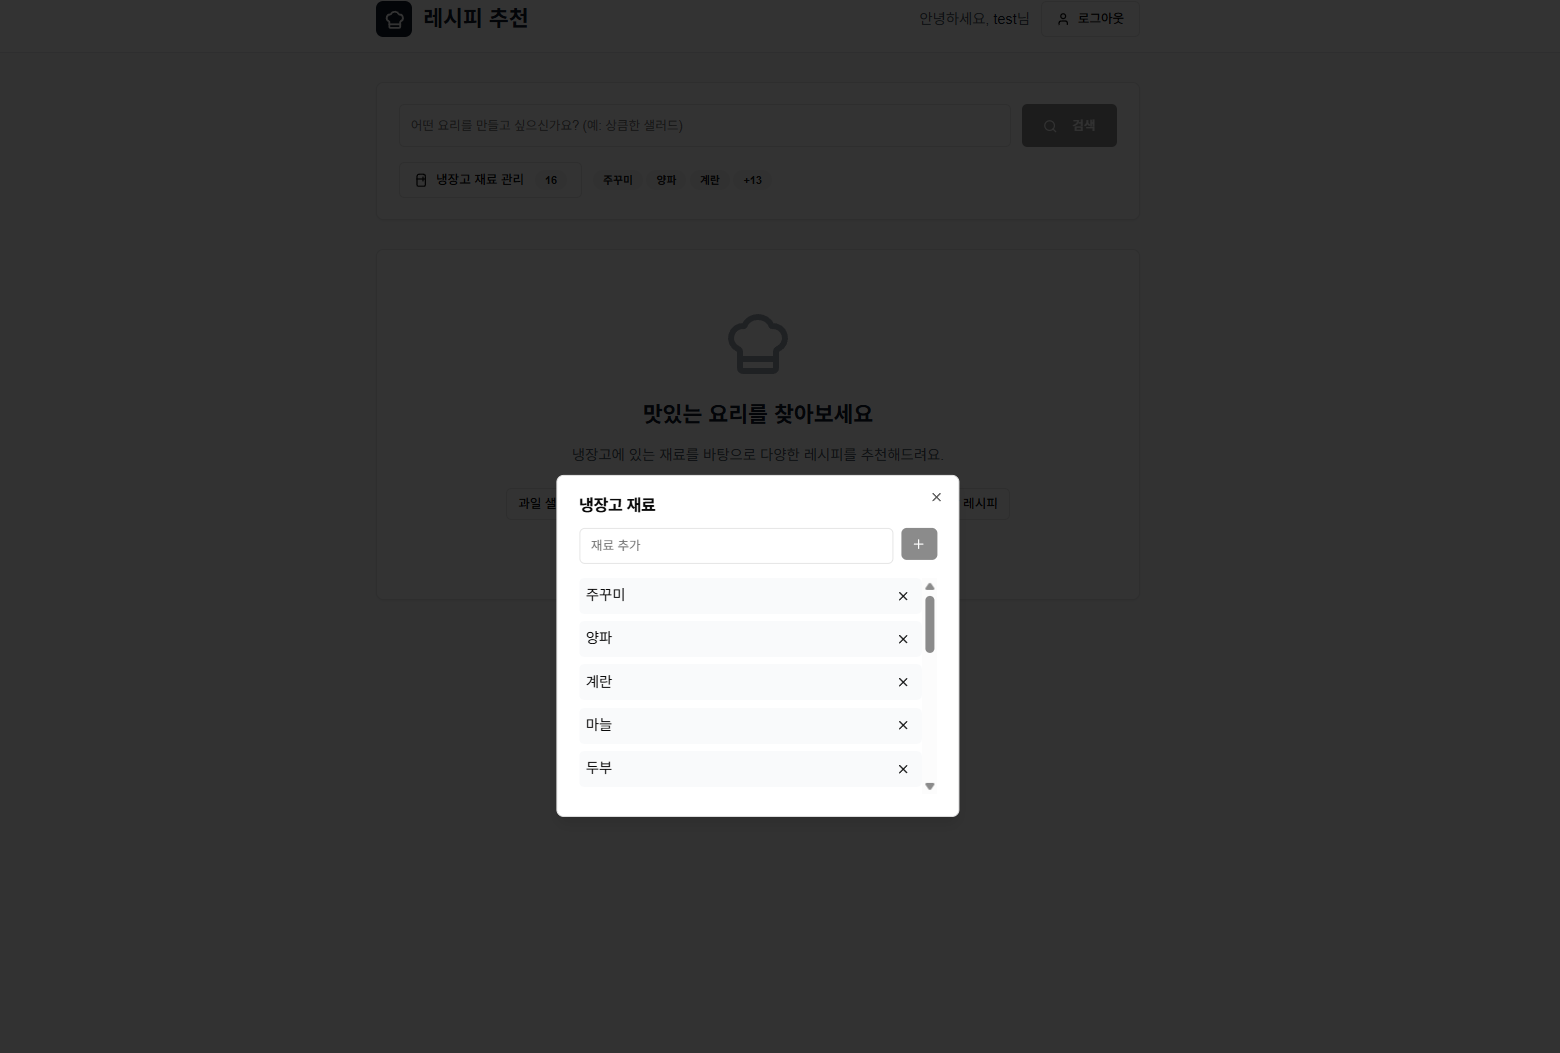 레시피 추천
안녕하세요, test님
로그아웃
어떤 요리를 만들고 싶으신가요? (예: 상큼한 샐러드)
검색
냉장고 재료 관리 16 주꾸미 양파 계란 +13
맛있는 요리를 찾아보세요
냉장고에 있는 재료를 바탕으로 다양한 레시피를 추천해드려요.
과일 샐
레시피
냉장고 재료
재료 추가
주꾸미
양파
계란
마늘
두부